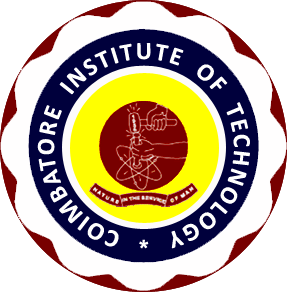 COIMBATORE INSTITUTE OF TECHNOLOGY *
NATURE IN THE SERVICE OF MAN